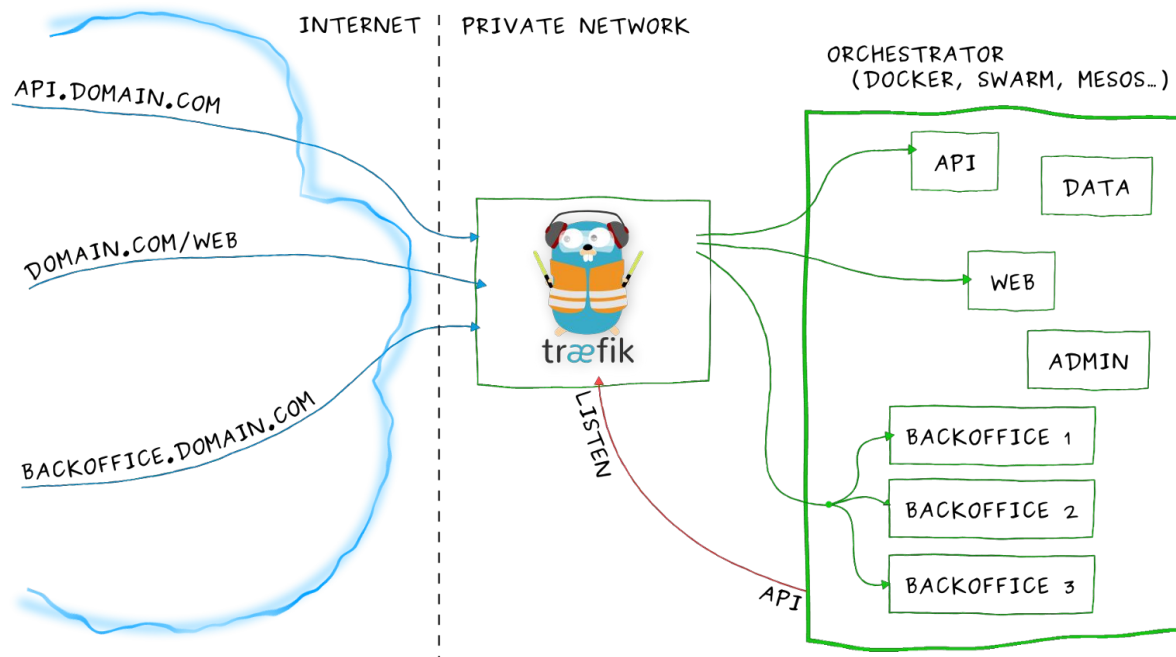 INTERNET
PRIVATE NETWORK
ORCHESTRATOR
(DOCKER, SWARM, MESOS…)
API.DOMAIN.COM
DOMAIN.COM/WEB
BACKOFFICE.DOMAIN.COM
træfik
LISTEN
API
API
DATA
WEB
ADMIN
BACKOFFICE 1
BACKOFFICE 2
BACKOFFICE 3